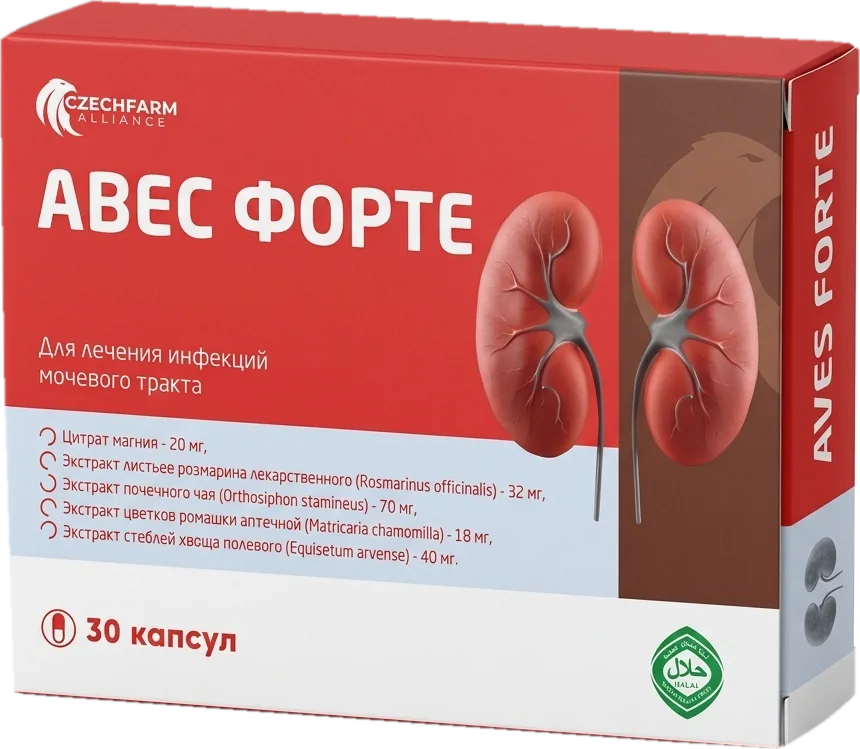 CZECHFARM
ALLIANCE
АВЕС ФОРТЕ
Для лечения инфекций
мочевого тракта
Цитрат магния - 20 мг,
Экстракт листьее розмарина лекарственного (Rosmarinus officinalis) - 32 мг,
Экстракт почечного чая (Orthosiphon stamineus) - 70 мг,
Экстракт цветков ромашки аптечной (Matricaria chamomilla) - 18 мг,
Экстракт стеблей хвоща полевого (Equisetum arvense) - 40 мг.
30 капсул
حلال
HALAL
AVES FORTE